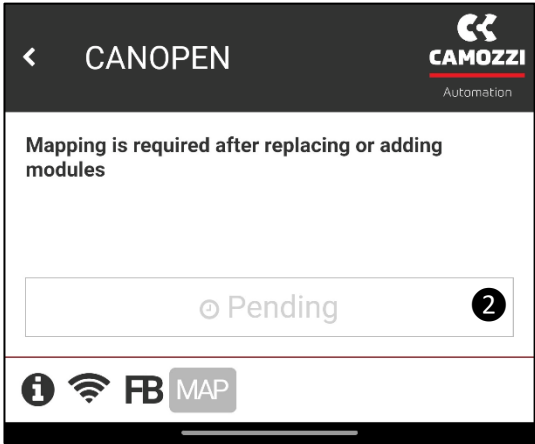 CANOPEN
CAMOZZI
Automation
Mapping is required after replacing or adding
modules
Pending
2
FB MAP